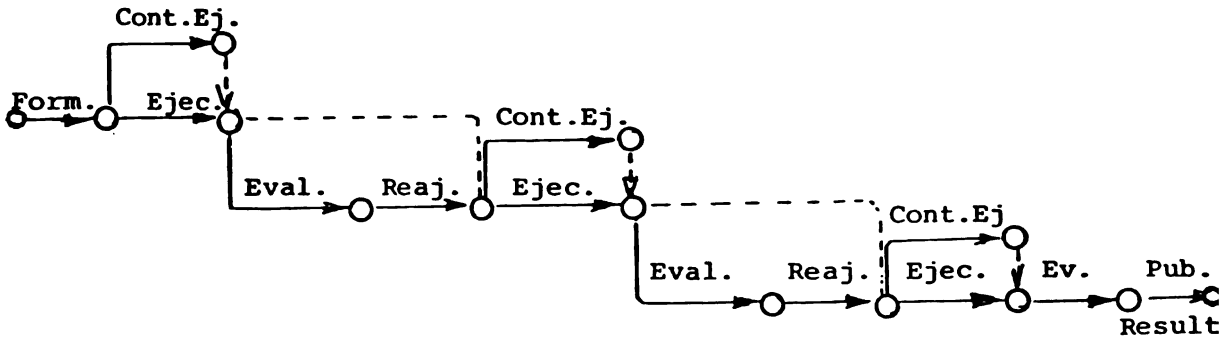 Cont.Ej.
Form. Ejec.
Cont.Ej.
Eval. Reaj. Ejec.
Cont.Ej
Eval. Reaj. Ejec. Ev. Pub.
Result